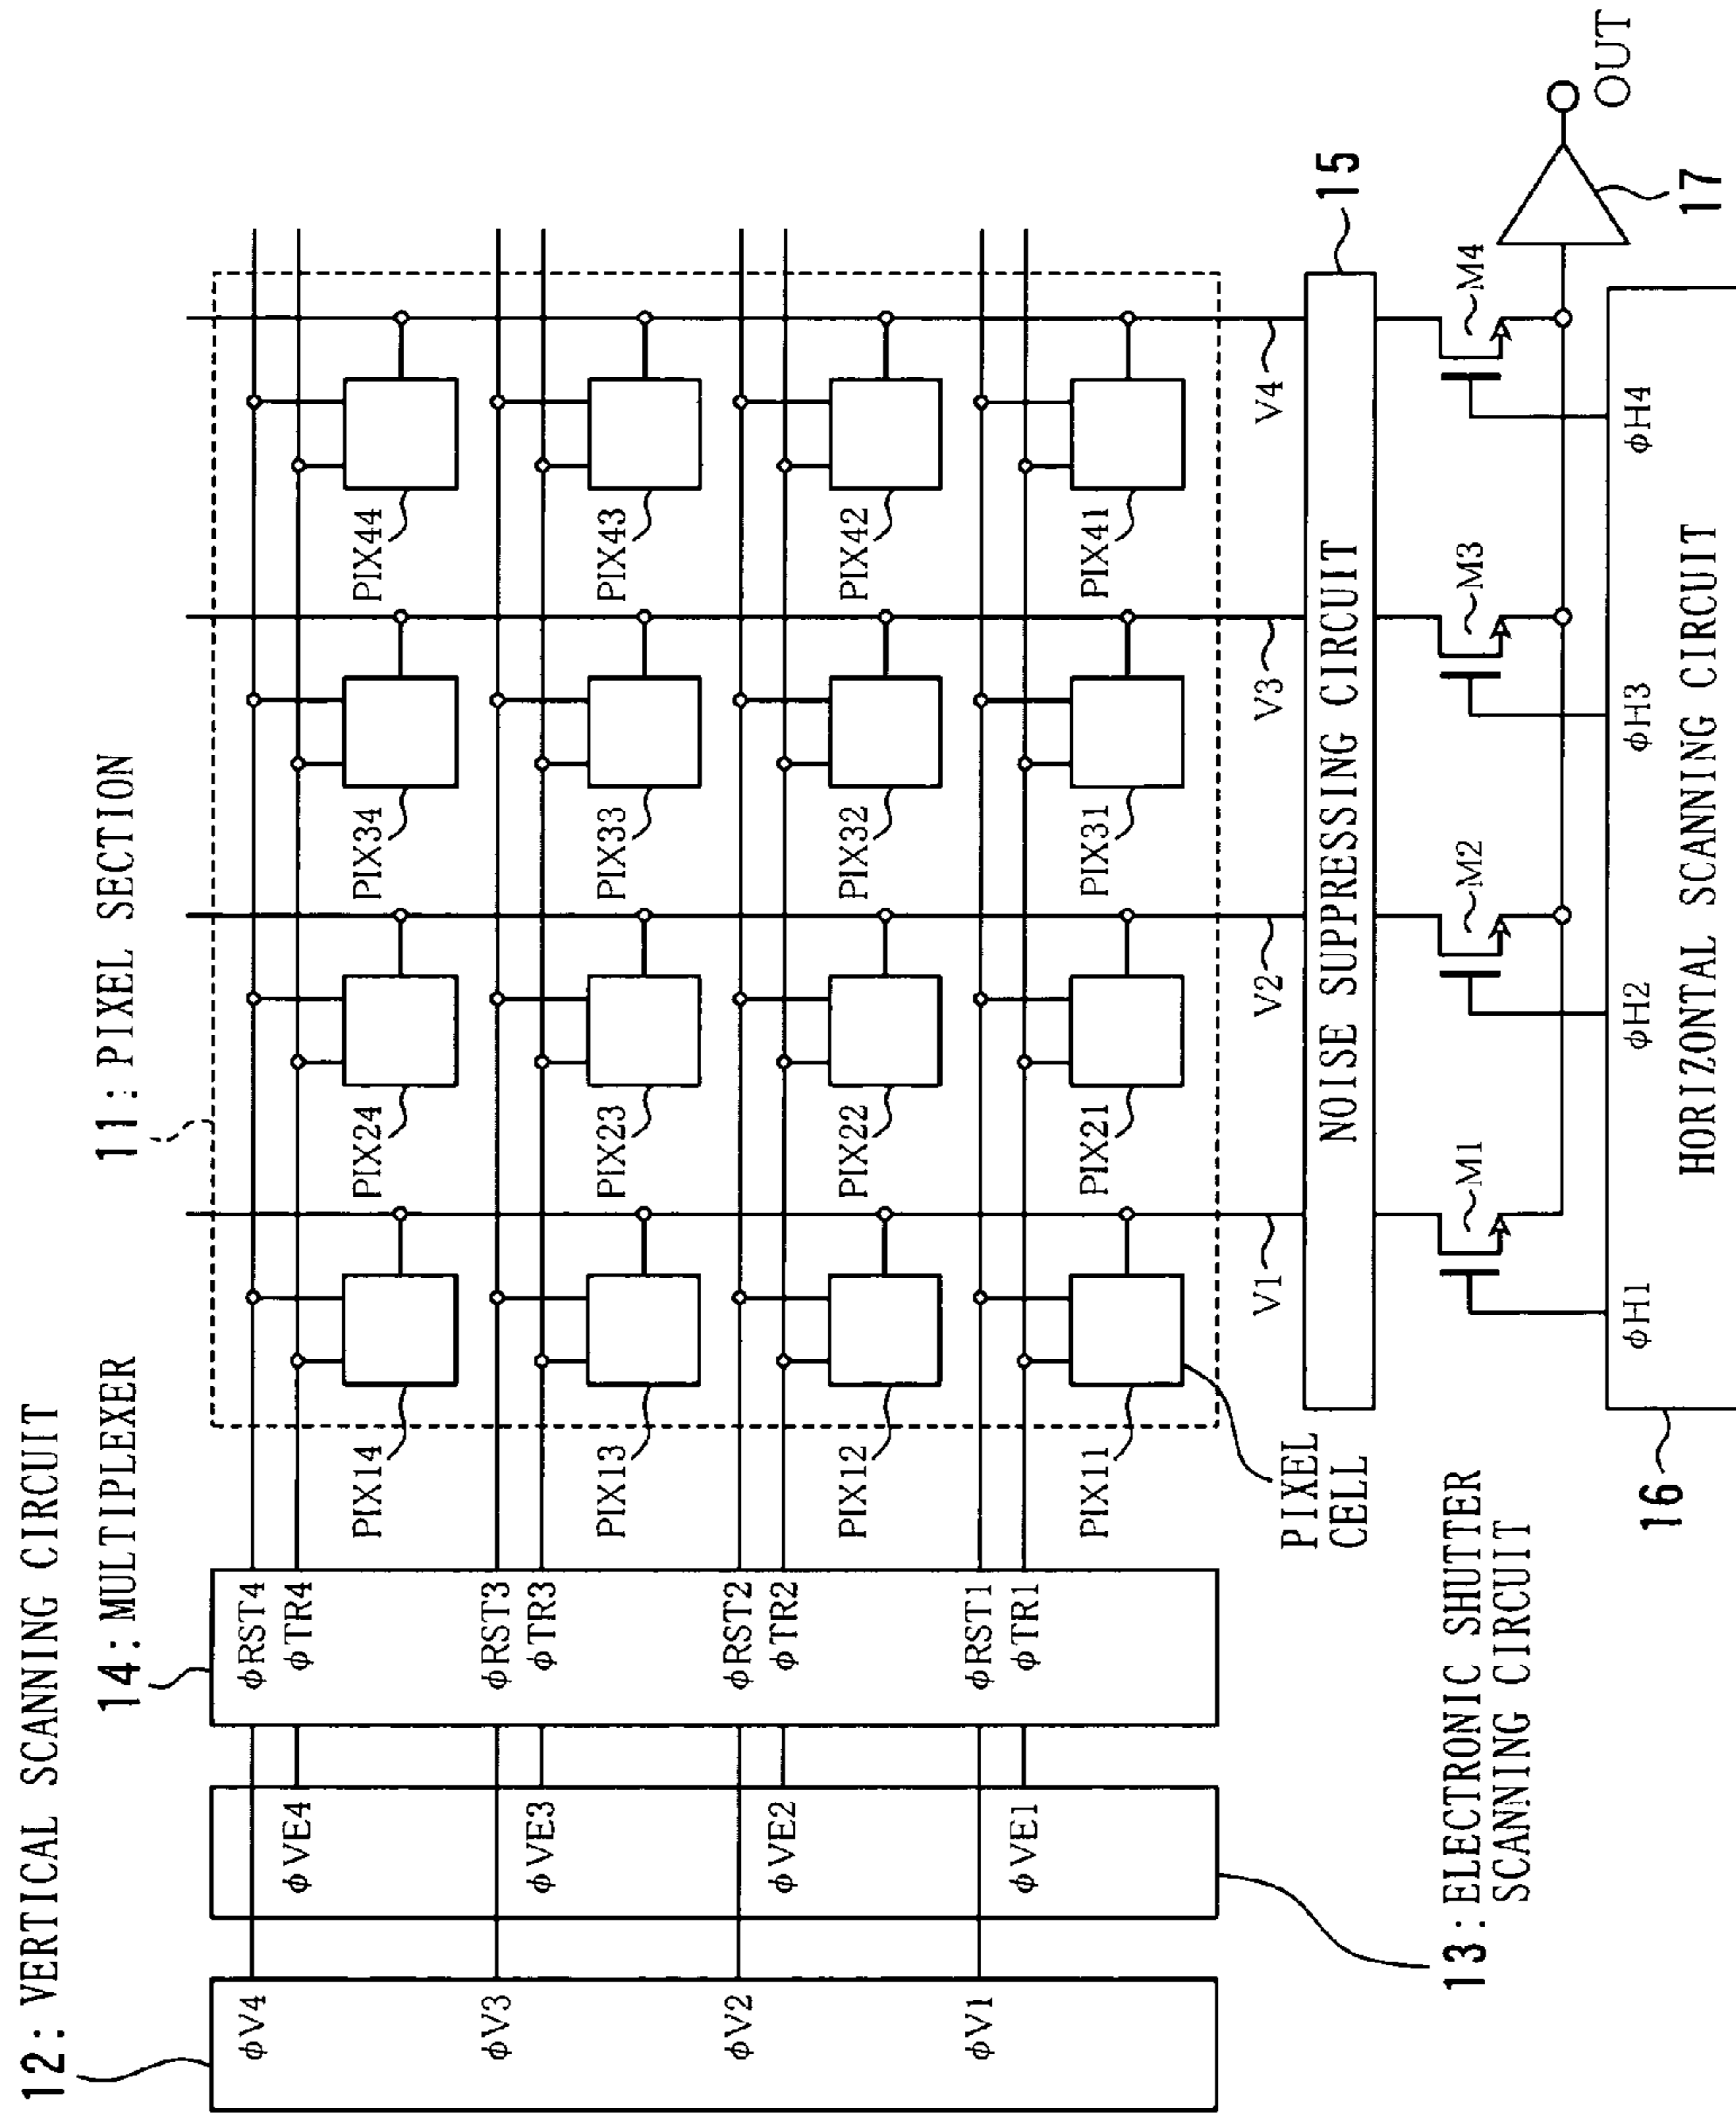 12: VERTICAL SCANNING CIRCUIT
14: MULTIPLEXER
11: PIXEL SECTION
φV4
φV3
φV2
φV1
φVE4
φVE3
φVE2
φVE1
φRST4
φTR4
φRST3
φTR3
φRST2
φTR2
φRST1
φTR1
PIX14
PIX24
PIX34
PIX44
PIX13
PIX23
PIX33
PIX43
PIX12
PIX22
PIX32
PIX42
PIX11
PIX21
PIX31
PIX41
PIXEL
CELL
V1
V2
V3
V4
15
NOISE SUPPRESSING CIRCUIT
13: ELECTRONIC SHUTTER
SCANNING CIRCUIT
M1
M2
M3
M4
OUT
17
φH1
φH2
φH3
φH4
16
HORIZONTAL SCANNING CIRCUIT